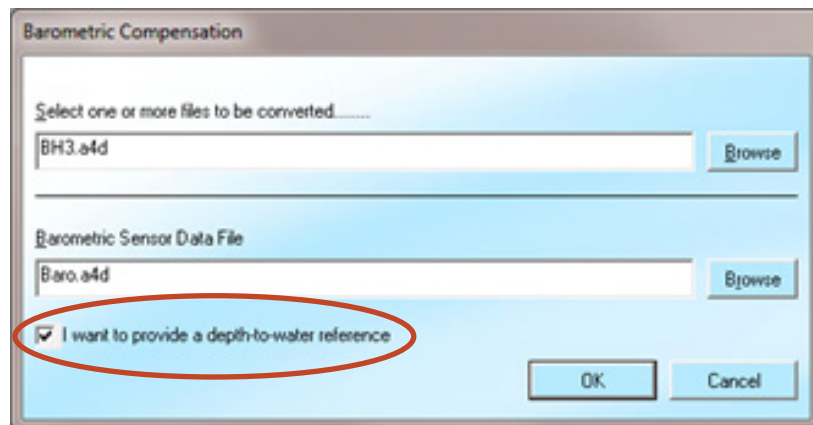 Barometric Compensation
Select one or more files to be converted.........
BH3.a4d
Browse
Barometric Sensor Data File
Baro.a4d
Browse
I want to provide a depth-to-water reference
OK
Cancel